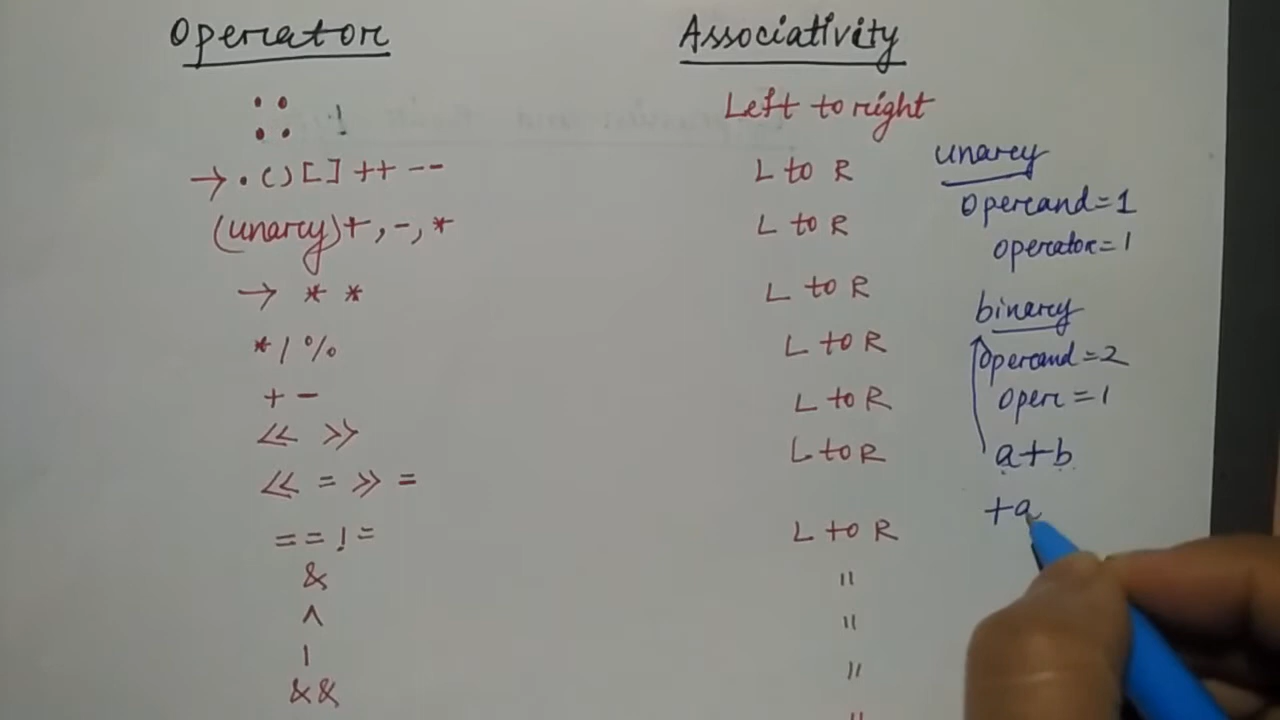 Operator Associativity
:: Left to right
→ . () [] ++ -- L to R
(unary) +, -, * L to R
→ * * L to R
* / % L to R
+ - L to R
<< >> L to R
<< = >> =
== != L to R
& "
^ "
| "
&& "
unary
operand=1
operator=1
binary
operand=2
oper=1
a+b
+a